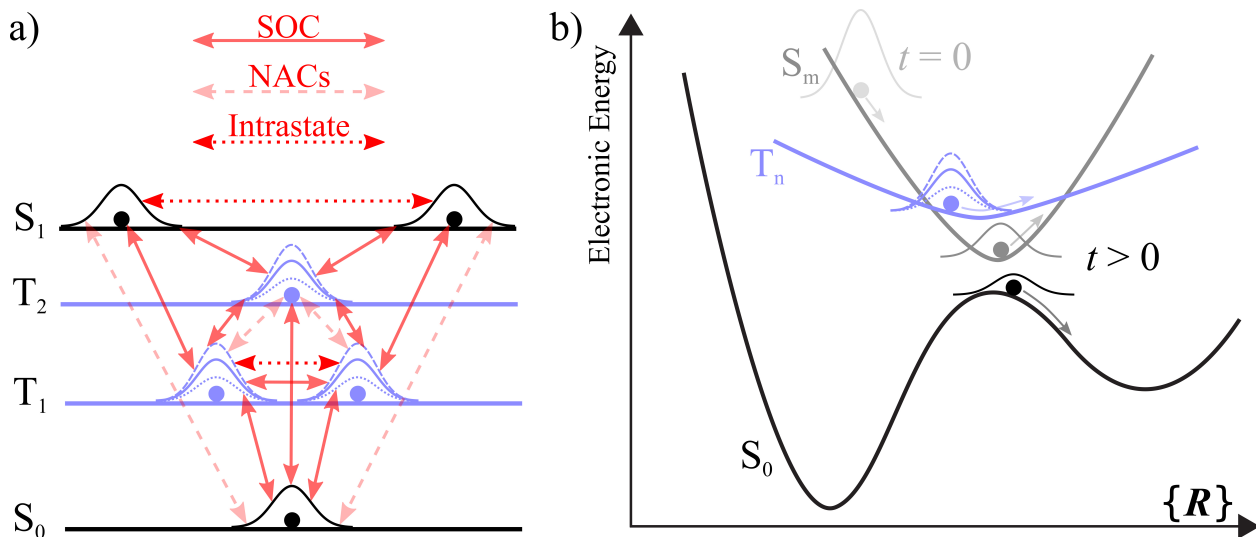 a)
SOC
NACs
Intrastate
S1
T2
T1
S0
b)
Electronic Energy
Sm
t = 0
Tn
t > 0
S0
{R}